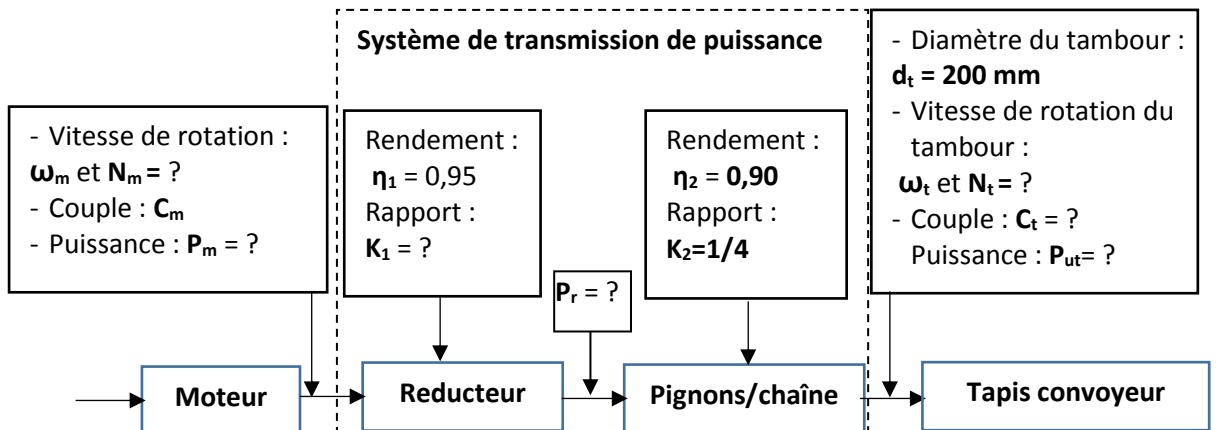 Système de transmission de puissance
- Vitesse de rotation :
ωm et Nm = ?
- Couple : Cm
- Puissance : Pm = ?
Rendement :
η1 = 0,95
Rapport :
K1 = ?
Pr = ?
Rendement :
η2 = 0,90
Rapport :
K2=1/4
- Diamètre du tambour :
dt = 200 mm
- Vitesse de rotation du
tambour :
ωt et Nt = ?
- Couple : Ct = ?
Puissance : Put= ?
Moteur
Reducteur
Pignons/chaîne
Tapis convoyeur